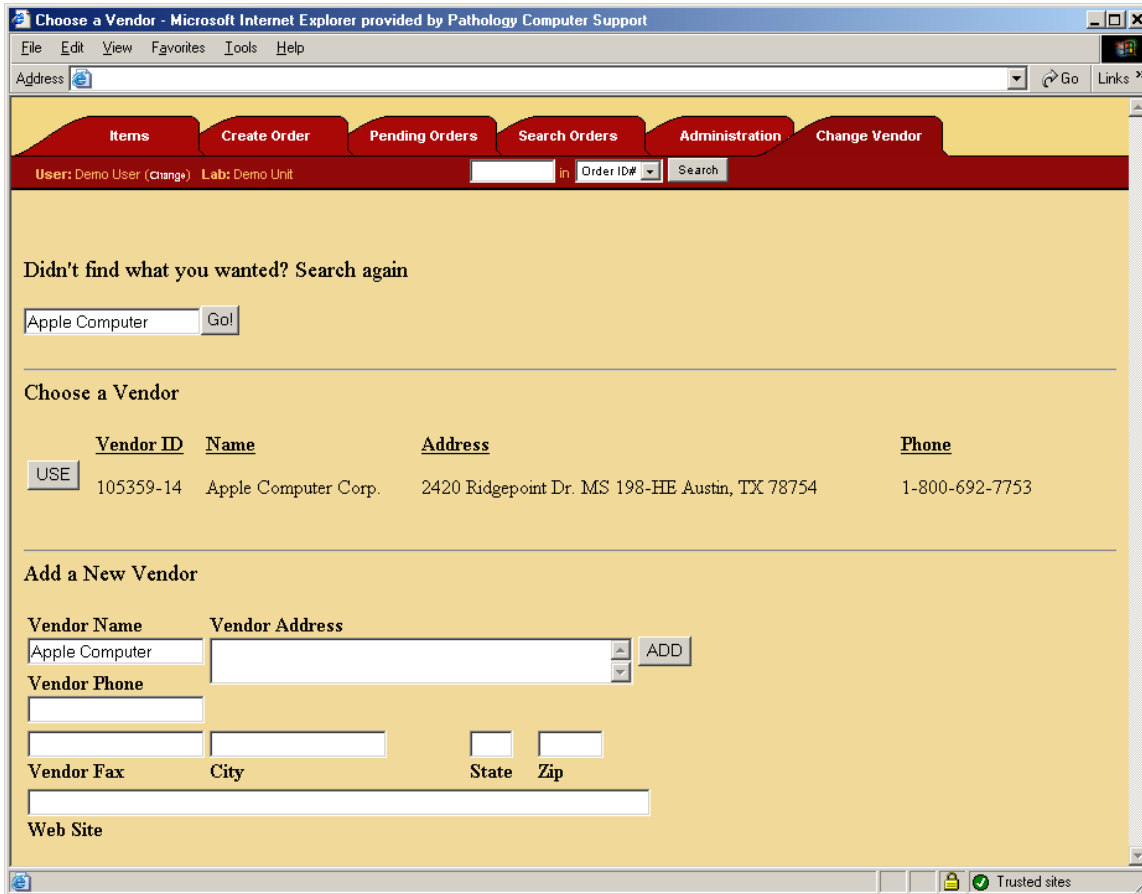 Choose a Vendor - Microsoft Internet Explorer provided by Pathology Computer Support
File Edit View Favorites Tools Help
Address Go Links »
Items Create Order Pending Orders Search Orders Administration Change Vendor
User: Demo User (Change) Lab: Demo Unit in Order ID# Search
Didn't find what you wanted? Search again
Apple Computer Go!
Choose a Vendor
Vendor ID Name Address Phone
USE 105359-14 Apple Computer Corp. 2420 Ridgepoint Dr. MS 198-HE Austin, TX 78754 1-800-692-7753
Add a New Vendor
Vendor Name Vendor Address
Apple Computer ADD
Vendor Phone
Vendor Fax City State Zip
Web Site
Trusted sites